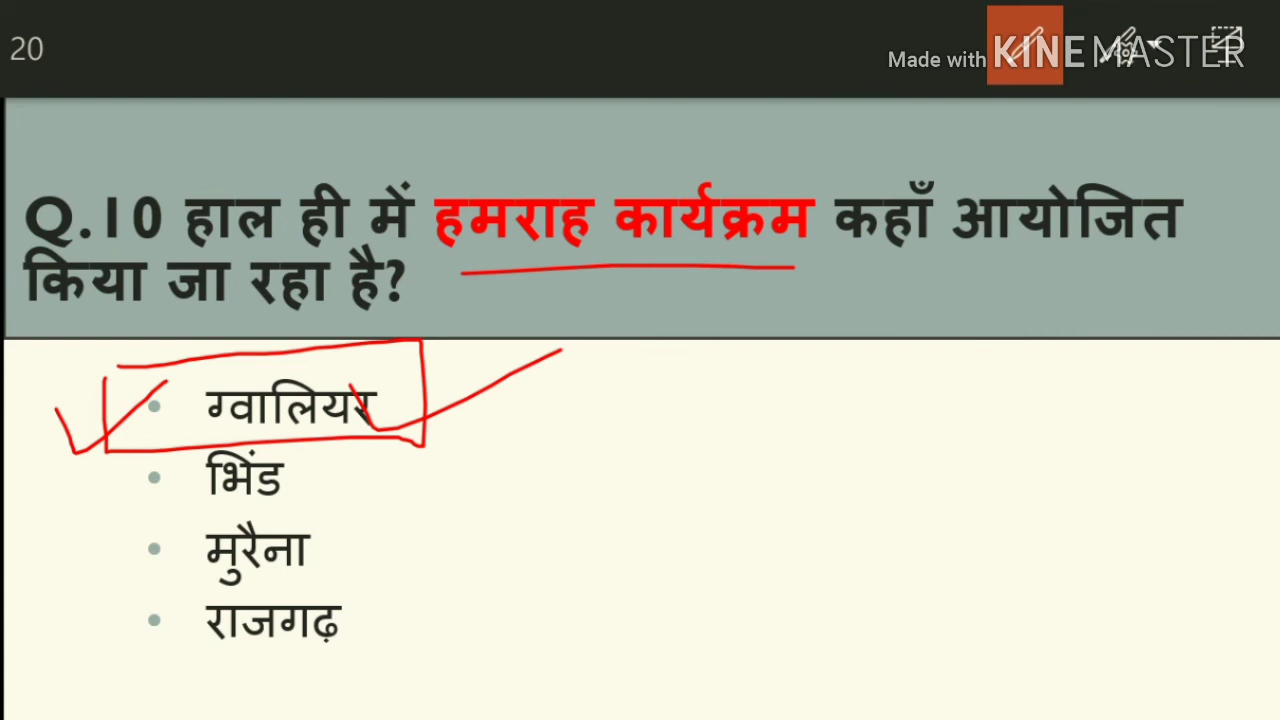 20
Made with KINEMASTER
Q.10 हाल ही में हमराह कार्यक्रम कहाँ आयोजित
किया जा रहा है?
• ग्वालियर
• भिंड
• मुरैना
• राजगढ़